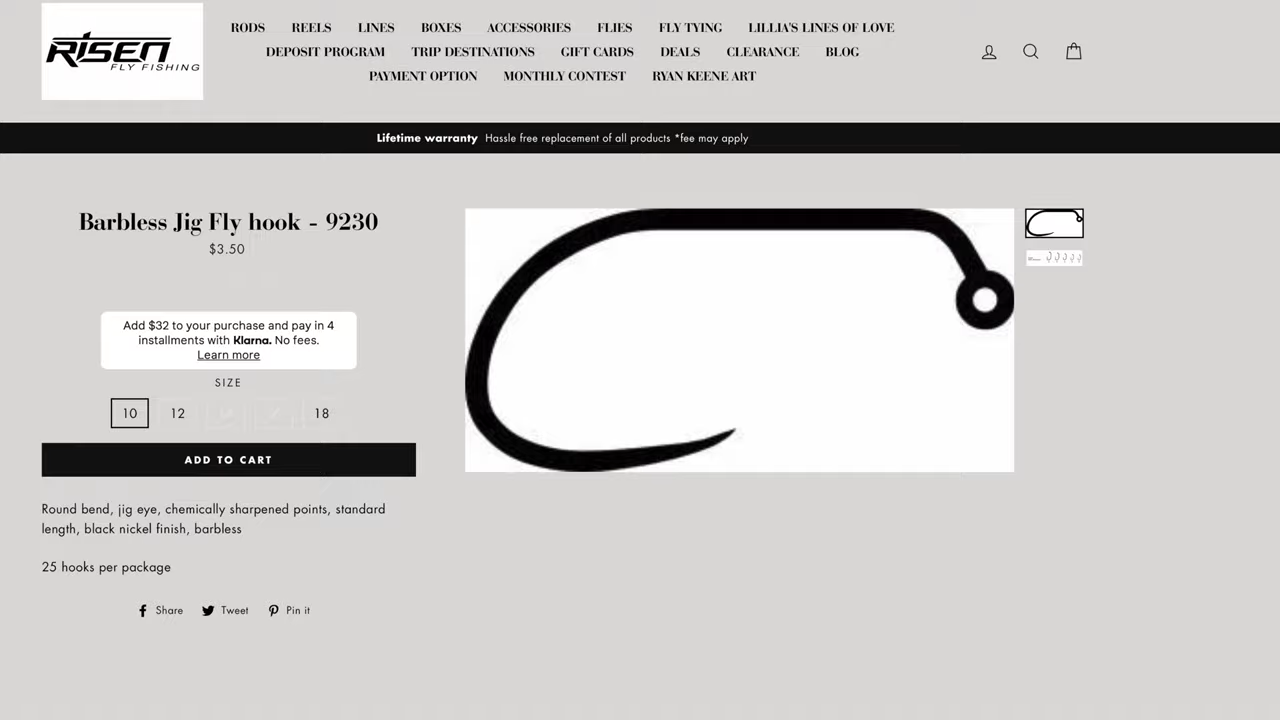 RISEN
FLY FISHING
RODS REELS LINES BOXES ACCESSORIES FLIES FLY TYING LILLIA'S LINES OF LOVE
DEPOSIT PROGRAM TRIP DESTINATIONS GIFT CARDS DEALS CLEARANCE BLOG
PAYMENT OPTION MONTHLY CONTEST RYAN KEENE ART
Lifetime warranty Hassle free replacement of all products *fee may apply
Barbless Jig Fly hook - 9230
$3.50
Add $32 to your purchase and pay in 4
installments with Klarna. No fees.
Learn more
SIZE
10 12 18
ADD TO CART
Round bend, jig eye, chemically sharpened points, standard
length, black nickel finish, barbless
25 hooks per package
Share Tweet Pin it